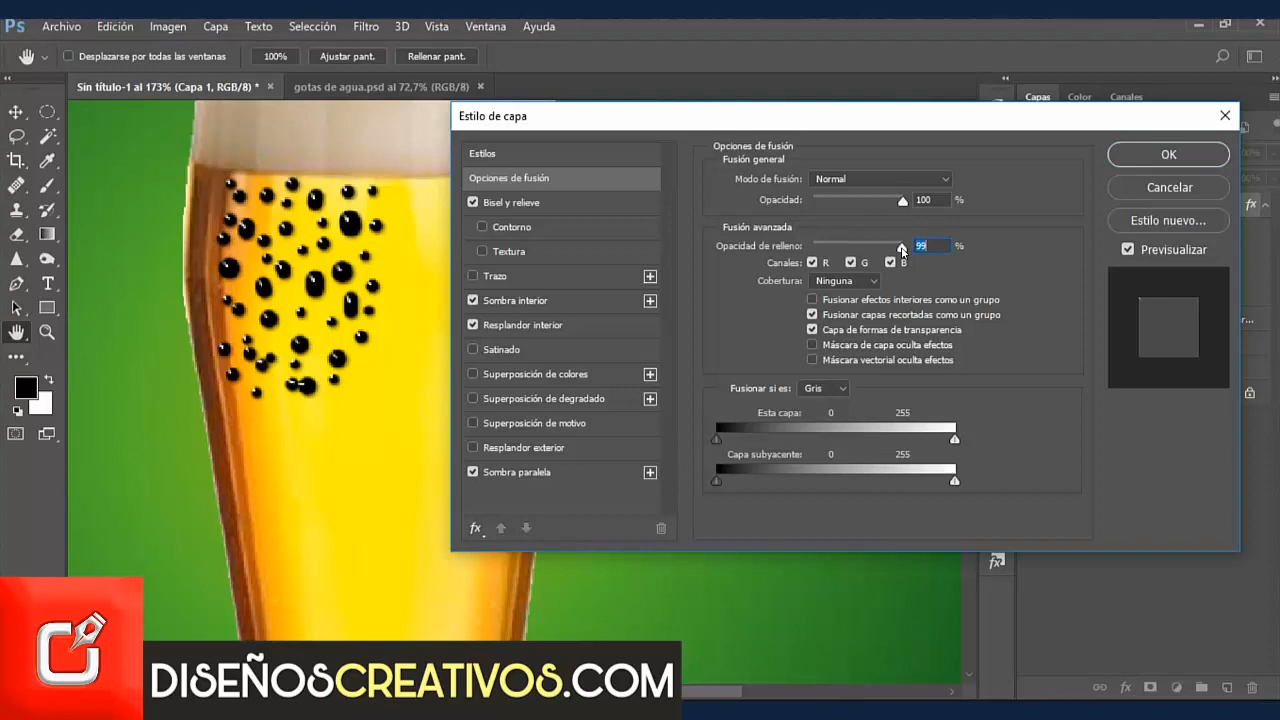 Ps Archivo Edición Imagen Capa Texto Selección Filtro 3D Vista Ventana Ayuda
Desplazarse por todas las ventanas 100% Ajustar pant. Rellenar pant.
Sin título-1 al 173% (Capa 1, RGB/8) * × gotas de agua.psd al 72,7% (RGB/8) ×
Capas Color Canales
Estilo de capa
Estilos
Opciones de fusión
Bisel y relieve
Contorno
Textura
Trazo
Sombra interior
Resplandor interior
Satinado
Superposición de colores
Superposición de degradado
Superposición de motivo
Resplandor exterior
Sombra paralela
fx
Opciones de fusión
Fusión general
Modo de fusión: Normal
Opacidad: 100 %
Fusión avanzada
Opacidad de relleno: 99 %
Canales: R G B
Cobertura: Ninguna
Fusionar efectos interiores como un grupo
Fusionar capas recortadas como un grupo
Capa de formas de transparencia
Máscara de capa oculta efectos
Máscara vectorial oculta efectos
Fusionar si es: Gris
Esta capa: 0 255
Capa subyacente: 0 255
OK
Cancelar
Estilo nuevo...
Previsualizar
fx
fx
DISEÑOSCREATIVOS.COM